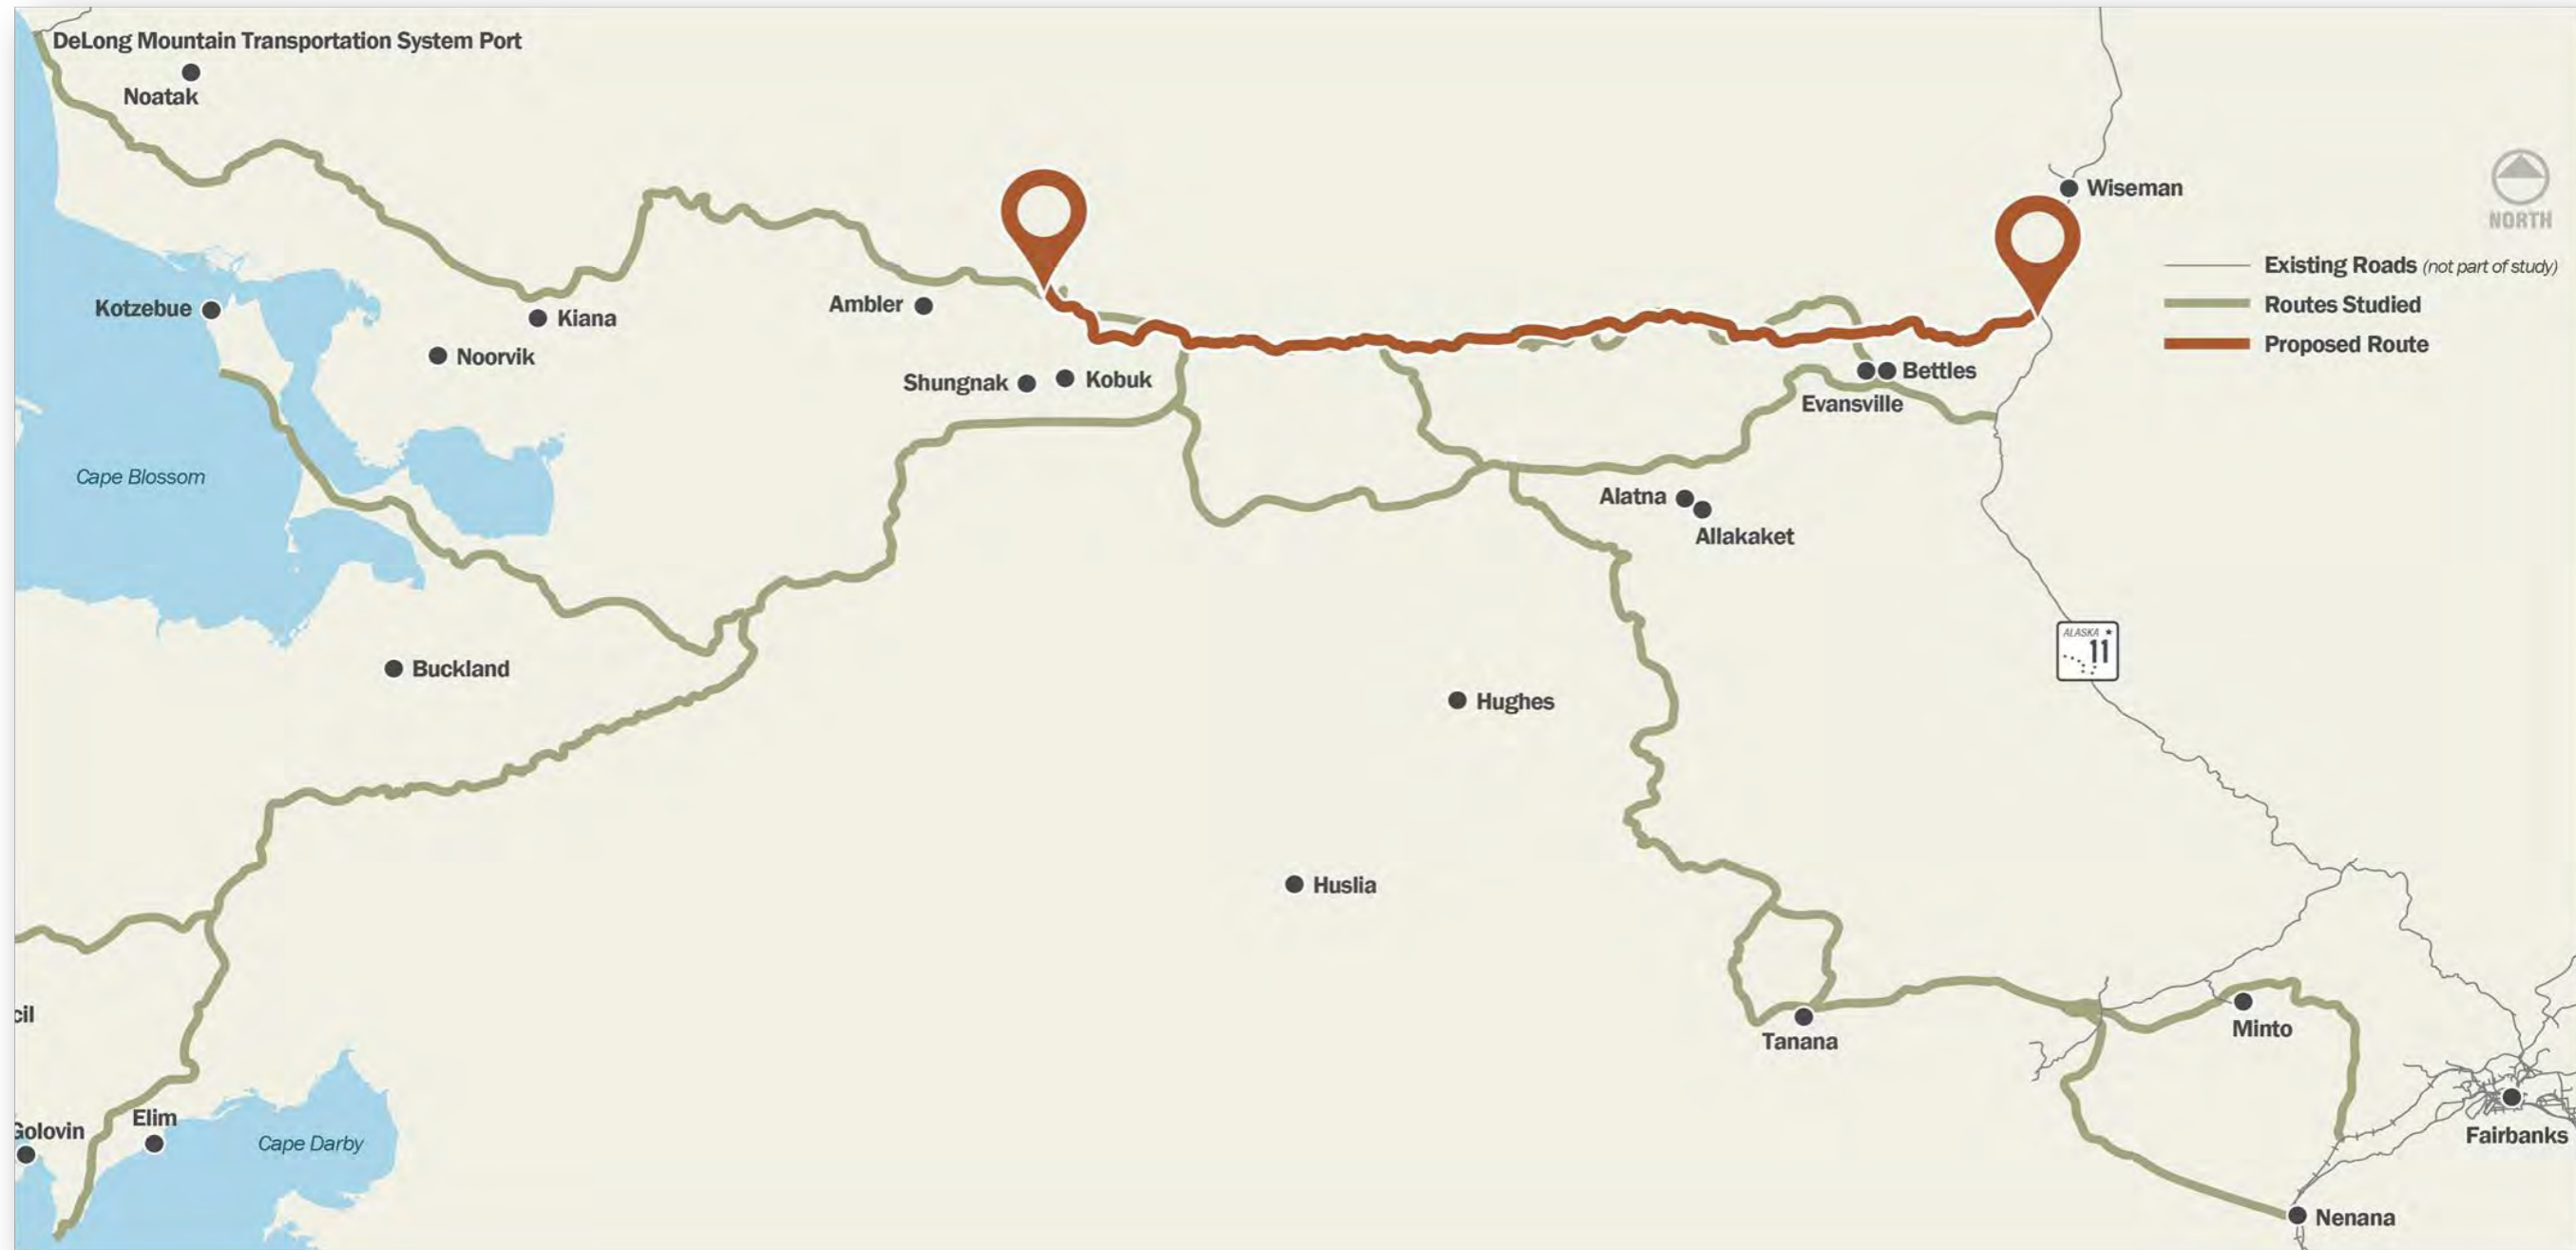 DeLong Mountain Transportation System Port
Noatak
Wiseman
NORTH
Existing Roads (not part of study)
Routes Studied
Proposed Route
Kotzebue
Kiana
Ambler
Noorvik
Shungnak
Kobuk
Bettles
Evansville
Cape Blossom
Alatna
Allakaket
ALASKA
11
Buckland
Hughes
Huslia
cil
Minto
Tanana
Elim
Golovin
Cape Darby
Fairbanks
Nenana